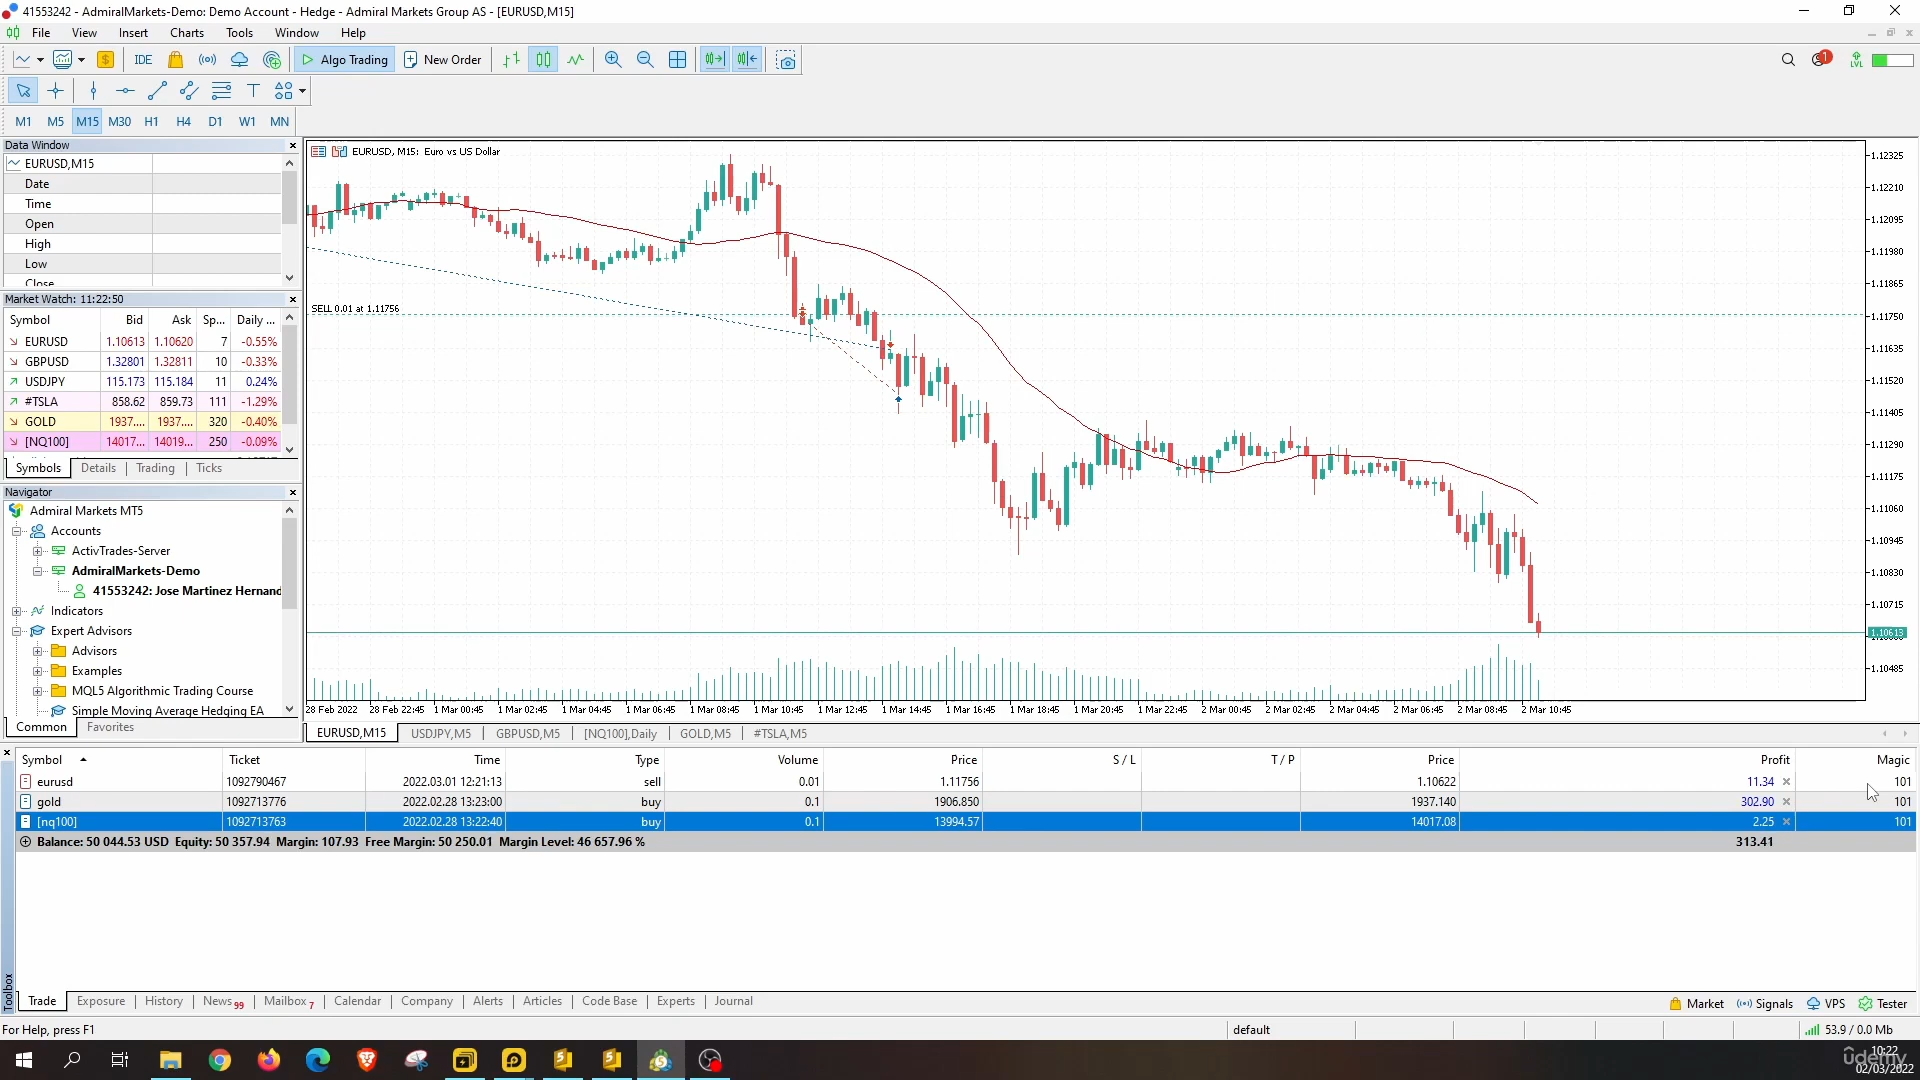 41553242 - AdmiralMarkets-Demo: Demo Account - Hedge - Admiral Markets Group AS - [EURUSD,M15]
File View Insert Charts Tools Window Help
IDE Algo Trading New Order 1 LVL
M1 M5 M15 M30 H1 H4 D1 W1 MN
Data Window
EURUSD,M15
Date
Time
Open
High
Low
Close
Market Watch: 11:22:50
Symbol Bid Ask Sp... Daily ...
EURUSD 1.10613 1.10620 7 -0.55%
GBPUSD 1.32801 1.32811 10 -0.33%
USDJPY 115.173 115.184 11 0.24%
#TSLA 858.62 859.73 111 -1.29%
GOLD 1937.... 1937.... 320 -0.40%
[NQ100] 14017... 14019... 250 -0.09%
Symbols Details Trading Ticks
Navigator
Admiral Markets MT5
Accounts
ActivTrades-Server
AdmiralMarkets-Demo
41553242: Jose Martinez Hernand
Indicators
Expert Advisors
Advisors
Examples
MQL5 Algorithmic Trading Course
Simple Moving Average Hedging EA
Common Favorites
EURUSD, M15: Euro vs US Dollar
SELL 0.01 at 1.11756
1.12325
1.12210
1.12095
1.11980
1.11865
1.11750
1.11635
1.11520
1.11405
1.11290
1.11175
1.11060
1.10945
1.10830
1.10715
1.10613
1.10485
28 Feb 2022 28 Feb 22:45 1 Mar 00:45 1 Mar 02:45 1 Mar 04:45 1 Mar 06:45 1 Mar 08:45 1 Mar 10:45 1 Mar 12:45 1 Mar 14:45 1 Mar 16:45 1 Mar 18:45 1 Mar 20:45 1 Mar 22:45 2 Mar 00:45 2 Mar 02:45 2 Mar 04:45 2 Mar 06:45 2 Mar 08:45 2 Mar 10:45
EURUSD,M15 USDJPY,M5 GBPUSD,M5 [NQ100],Daily GOLD,M5 #TSLA,M5
Symbol Ticket Time Type Volume Price S / L T / P Price Profit Magic
eurusd 1092790467 2022.03.01 12:21:13 sell 0.01 1.11756 1.10622 11.34 101
gold 1092713776 2022.02.28 13:23:00 buy 0.1 1906.850 1937.140 302.90 101
[nq100] 1092713763 2022.02.28 13:22:40 buy 0.1 13994.57 14017.08 2.25 101
Balance: 50 044.53 USD Equity: 50 357.94 Margin: 107.93 Free Margin: 50 250.01 Margin Level: 46 657.96 % 313.41
Toolbox
Trade Exposure History News 99 Mailbox 7 Calendar Company Alerts Articles Code Base Experts Journal Market Signals VPS Tester
For Help, press F1 default 53.9 / 0.0 Mb
10:22
udemy
02/03/2022